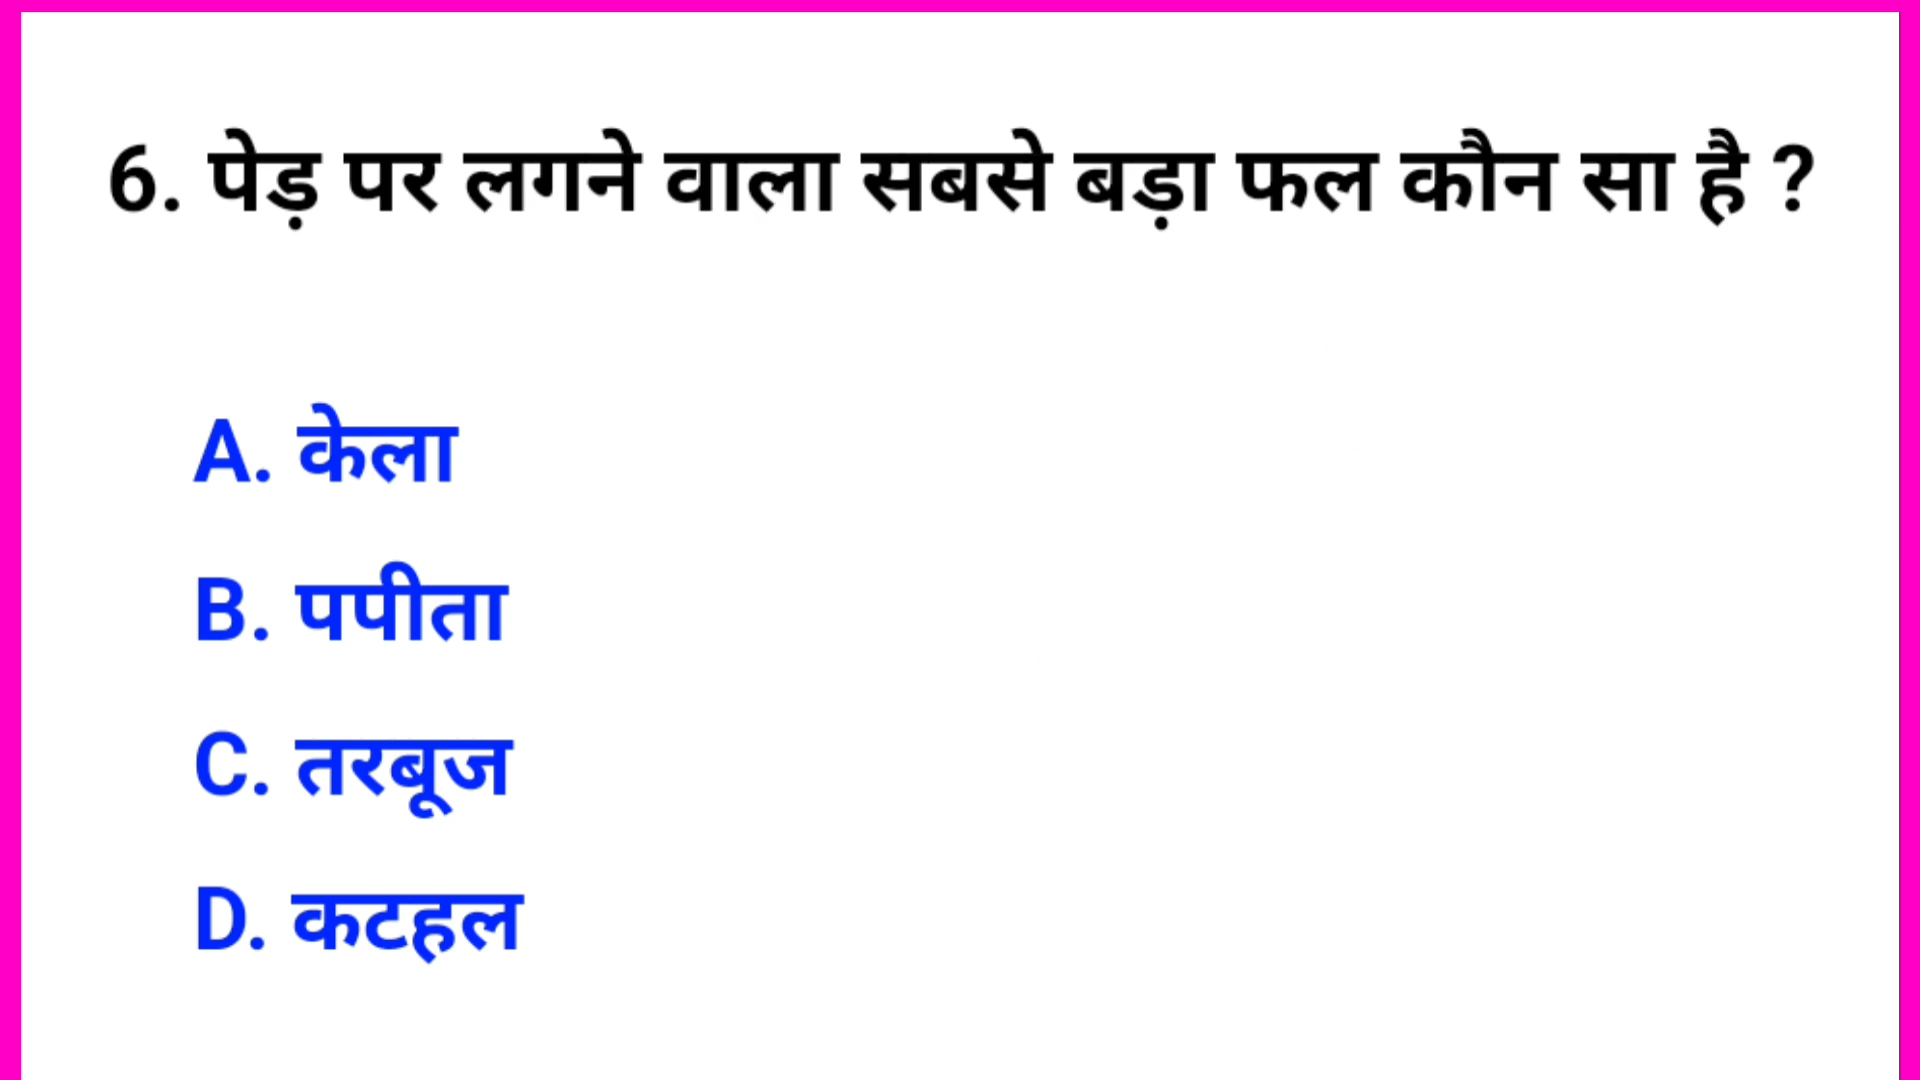 6. पेड़ पर लगने वाला सबसे बड़ा फल कौन सा है ?
A. केला
B. पपीता
C. तरबूज
D. कटहल